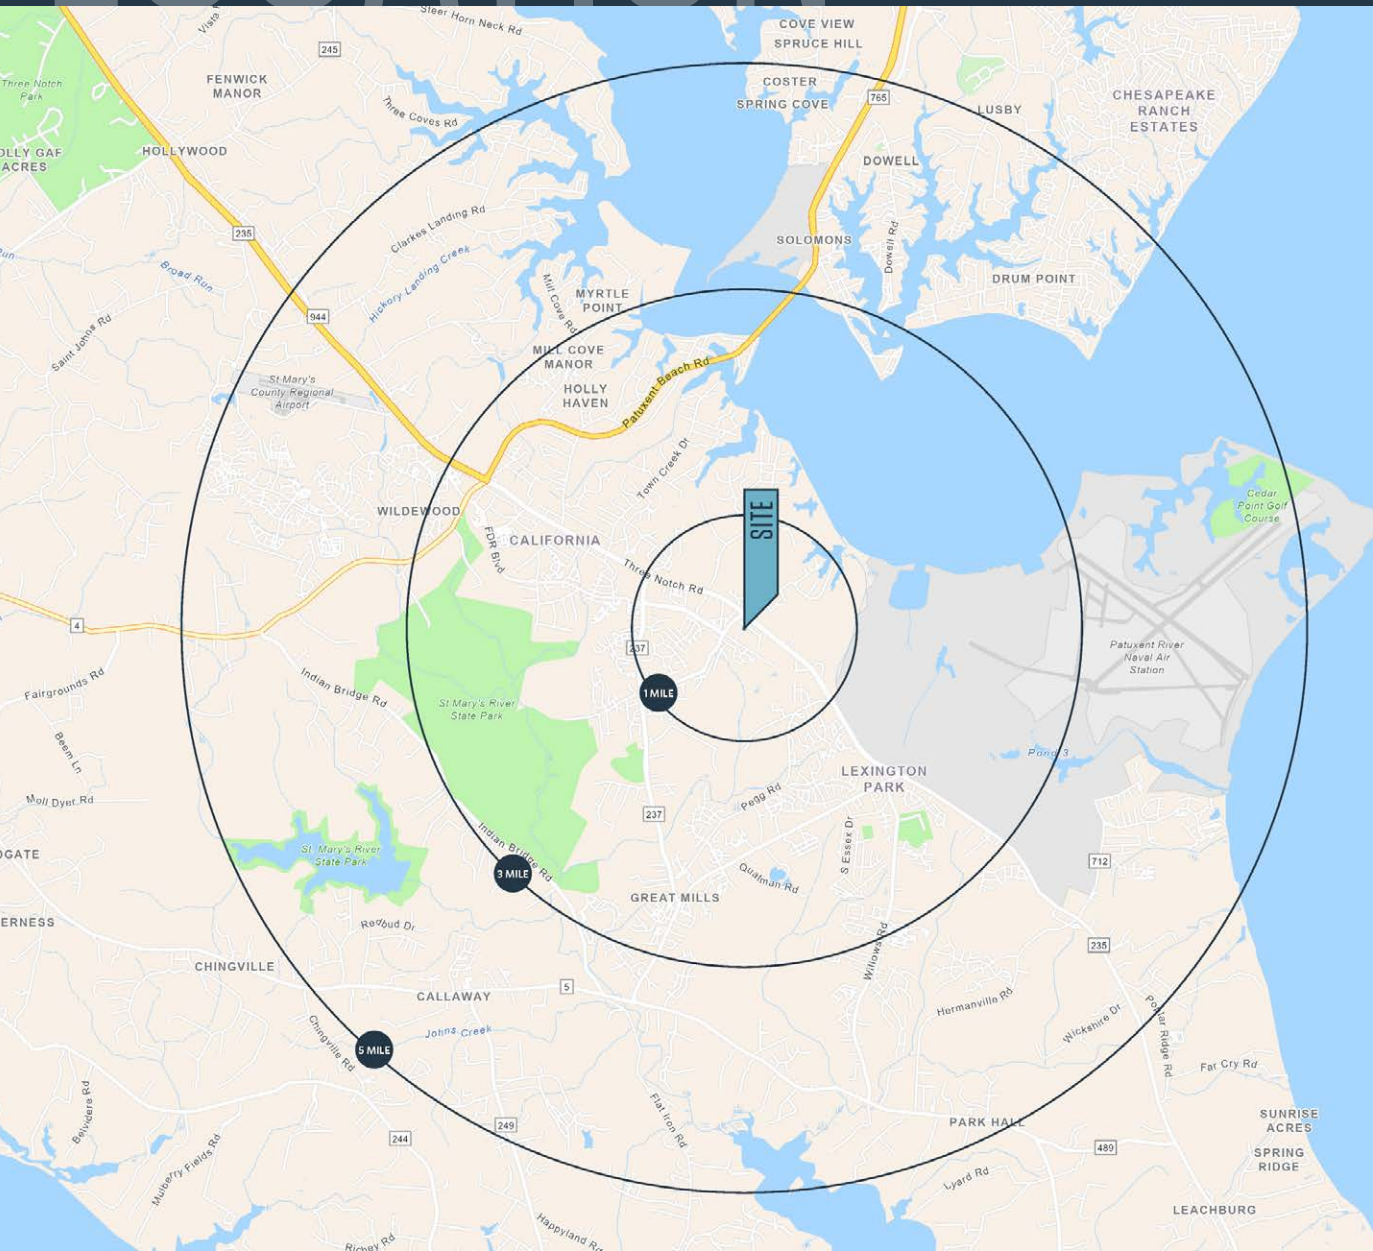 Steer Horn Neck Rd
COVE VIEW
SPRUCE HILL
245
FENWICK
MANOR
Three Notch
Park
COSTER
SPRING COVE
765
LUSBY
CHESAPEAKE
RANCH
ESTATES
Three Coves Rd
HOLLYWOOD
OLLY GAF
ACRES
DOWELL
Clarkes Landing Rd
235
SOLOMONS
Dowell Rd
Broad Run
Hickory Landing Creek
DRUM POINT
Mill Cove Rd
MYRTLE
POINT
944
Saint Johns Rd
MILL COVE
MANOR
Patuxent Beach Rd
St Mary's
County Regional
Airport
HOLLY
HAVEN
Town Creek Dr
SITE
Cedar
Point Golf
Course
WILDEWOOD
FDR Blvd
CALIFORNIA
Three Notch Rd
4
237
Patuxent River
Naval Air
Station
Fairgrounds Rd
Indian Bridge Rd
1 MILE
St Mary's River
State Park
Beem Ln
Pond 3
LEXINGTON
PARK
Moll Dyer Rd
Pegg Rd
237
S Essex Dr
St. Mary's River
State Park
Indian Bridge Rd
OGATE
712
3 MILE
Qualman Rd
GREAT MILLS
ERNESS
Redbud Dr
Willows Rd
235
CHINGVILLE
5
CALLAWAY
Hermanville Rd
Wickshire Dr
Poplar Ridge Rd
Chingville Rd
Johns Creek
5 MILE
Far Cry Rd
Belvidere Rd
Flat Iron Rd
249
244
PARK HALL
SUNRISE
ACRES
489
Mulberry Fields Rd
SPRING
RIDGE
Lyard Rd
LEACHBURG
Happyland Rd
Richey Rd